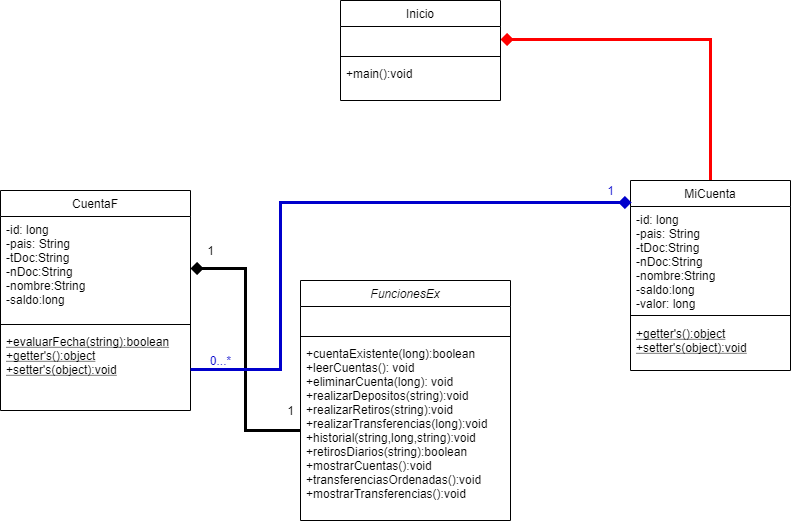 Inicio
+main():void
MiCuenta
-id: long
-pais: String
-tDoc:String
-nDoc:String
-nombre:String
-saldo:long
-valor: long
+getter's():object
+setter's(object):void
1
CuentaF
-id: long
-pais: String
-tDoc:String
-nDoc:String
-nombre:String
-saldo:long
+evaluarFecha(string):boolean
+getter's():object
+setter's(object):void
1
0...*
1
FuncionesEx
+cuentaExistente(long):boolean
+leerCuentas(): void
+eliminarCuenta(long): void
+realizarDepositos(string):void
+realizarRetiros(string):void
+realizarTransferencias(long):void
+historial(string,long,string):void
+retirosDiarios(string):boolean
+mostrarCuentas():void
+transferenciasOrdenadas():void
+mostrarTransferencias():void